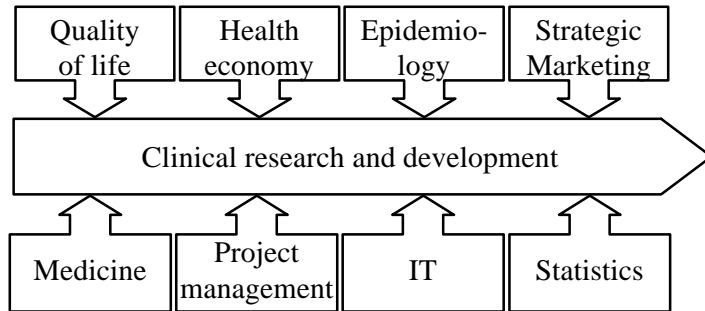 Quality
of life
Health
economy
Epidemio-
logy
Strategic
Marketing
Clinical research and development
Medicine
Project
management
IT
Statistics